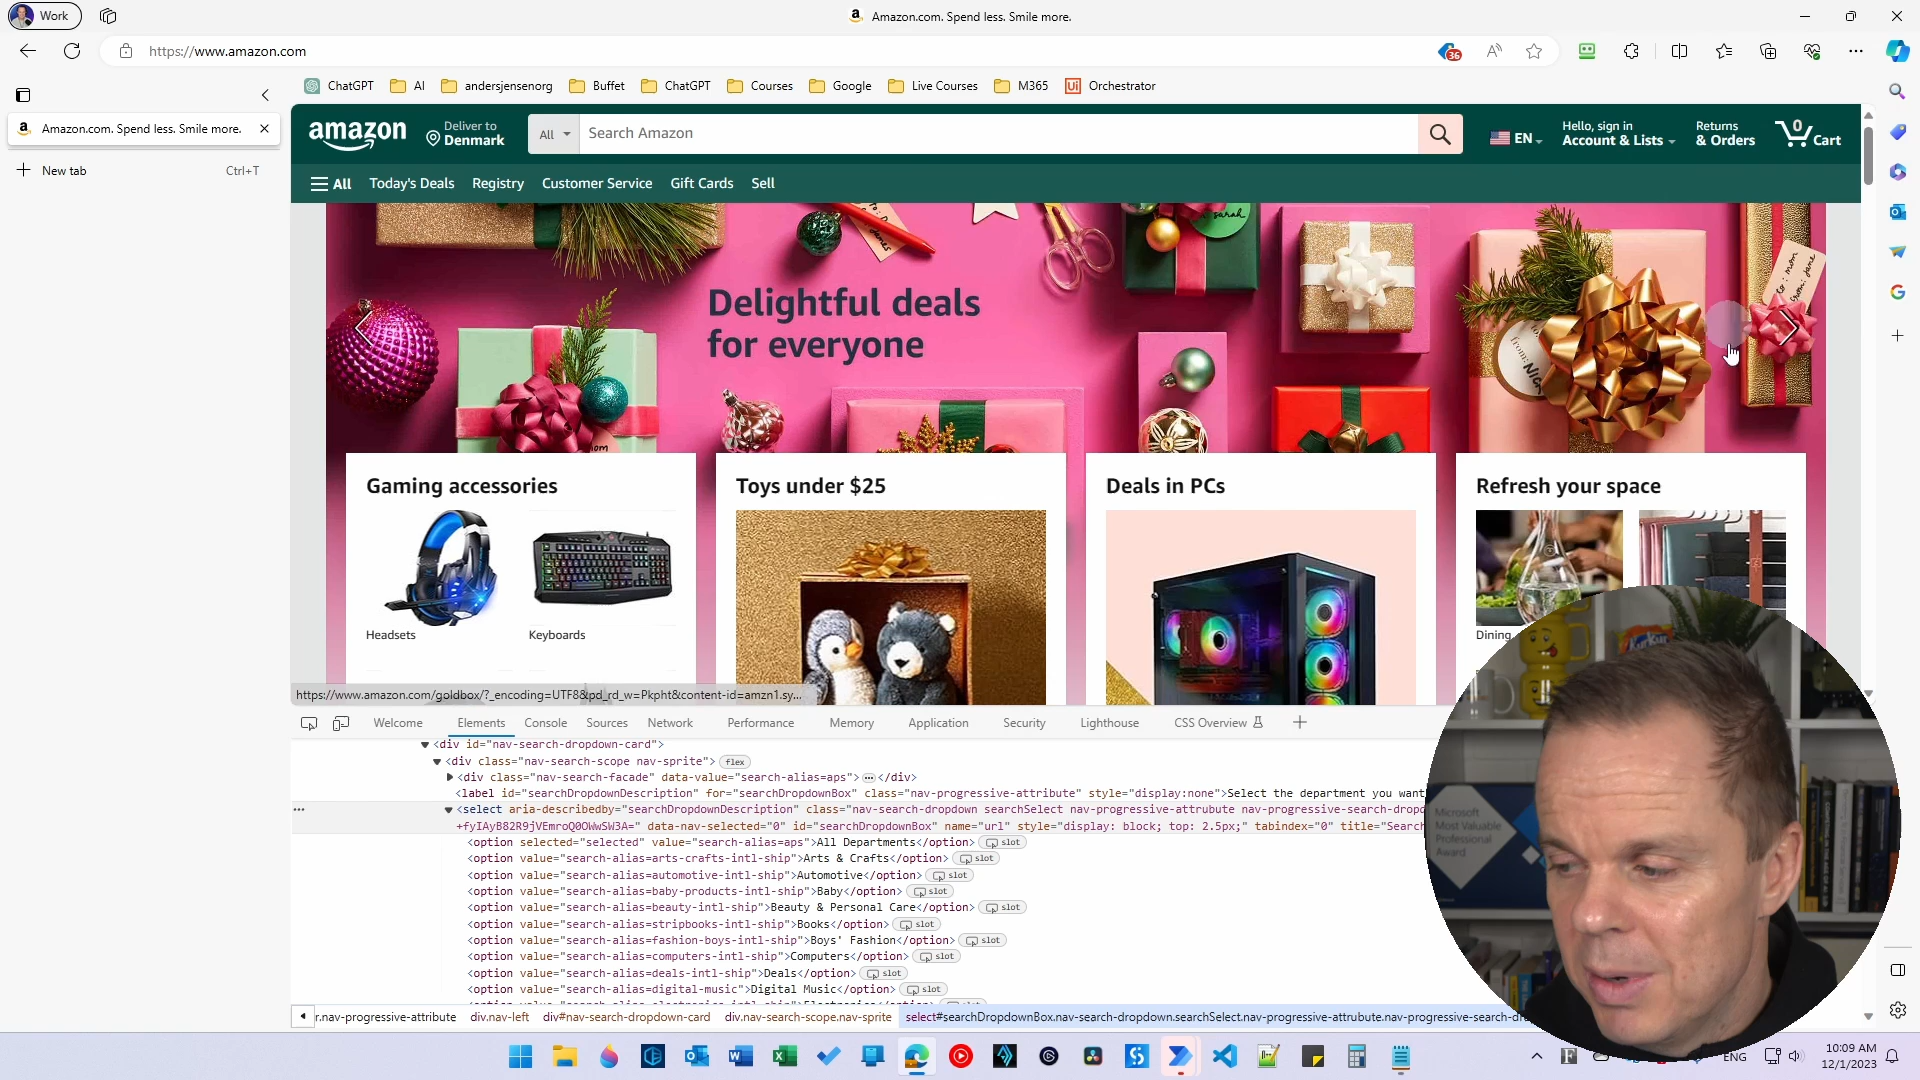 Work
Amazon.com. Spend less. Smile more.
https://www.amazon.com
36
ChatGPT
AI
andersjensenorg
Buffet
ChatGPT
Courses
Google
Live Courses
M365
Ui
Orchestrator
Amazon.com. Spend less. Smile more.
New tab
Ctrl+T
amazon
Deliver to
Denmark
All
Search Amazon
EN
Hello, sign in
Account & Lists
Returns
& Orders
0
Cart
All
Today's Deals
Registry
Customer Service
Gift Cards
Sell
Delightful deals
for everyone
Gaming accessories
Toys under $25
Deals in PCs
Refresh your space
Headsets
Keyboards
Dining
https://www.amazon.com/goldbox/?_encoding=UTF8&pd_rd_w=Pkpht&content-id=amzn1.sy...
Welcome
Elements
Console
Sources
Network
Performance
Memory
Application
Security
Lighthouse
CSS Overview
<div id="nav-search-dropdown-card">
<div class="nav-search-scope nav-sprite"> flex
<div class="nav-search-facade" data-value="search-alias=aps"> </div>
<label id="searchDropdownDescription" for="searchDropdownBox" class="nav-progressive-attribute" style="display:none">Select the department you want
<select aria-describedby="searchDropdownDescription" class="nav-search-dropdown searchSelect nav-progressive-attrubute nav-progressive-search-dropd
+fyIAyB82R9jVEmroQ0OWwSW3A=" data-nav-selected="0" id="searchDropdownBox" name="url" style="display: block; top: 2.5px;" tabindex="0" title="Search
<option selected="selected" value="search-alias=aps">All Departments</option> slot
<option value="search-alias=arts-crafts-intl-ship">Arts & Crafts</option> slot
<option value="search-alias=automotive-intl-ship">Automotive</option> slot
<option value="search-alias=baby-products-intl-ship">Baby</option> slot
<option value="search-alias=beauty-intl-ship">Beauty & Personal Care</option> slot
<option value="search-alias=stripbooks-intl-ship">Books</option> slot
<option value="search-alias=fashion-boys-intl-ship">Boys' Fashion</option> slot
<option value="search-alias=computers-intl-ship">Computers</option> slot
<option value="search-alias=deals-intl-ship">Deals</option> slot
<option value="search-alias=digital-music">Digital Music</option> slot
r.nav-progressive-attribute
div.nav-left
div#nav-search-dropdown-card
div.nav-search-scope.nav-sprite
select#searchDropdownBox.nav-search-dropdown.searchSelect.nav-progressive-attrubute.nav-progressive-search-dro
Microsoft
Most Valuable
Professional
Award
ENG
10:09 AM
12/1/2023